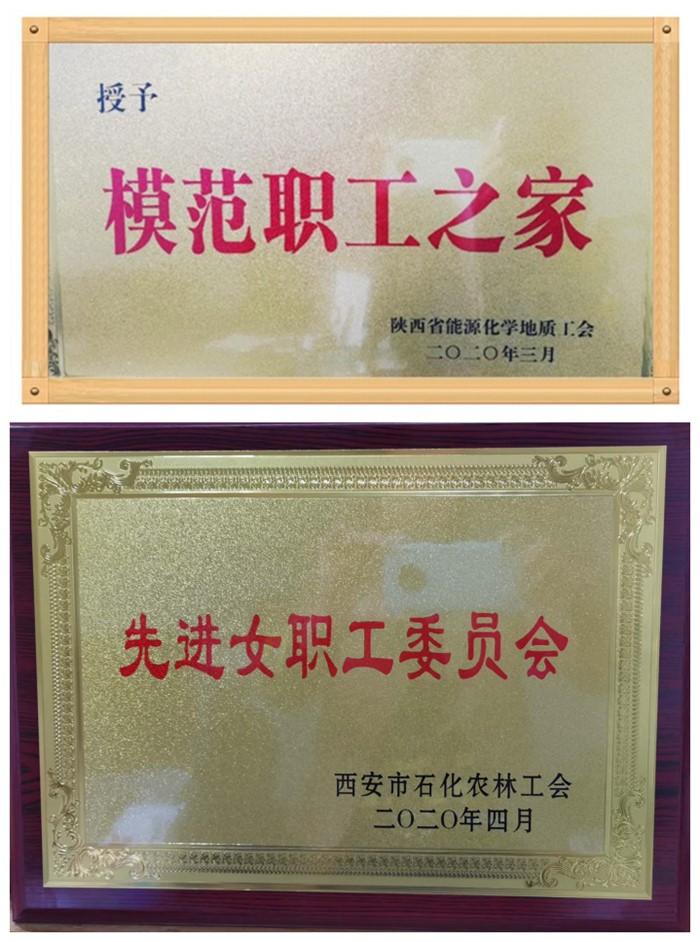 授予
模范职工之家
陕西省能源化学地质工会
二〇二〇年三月
先进女职工委员会
西安市石化农林工会
二〇二〇年四月